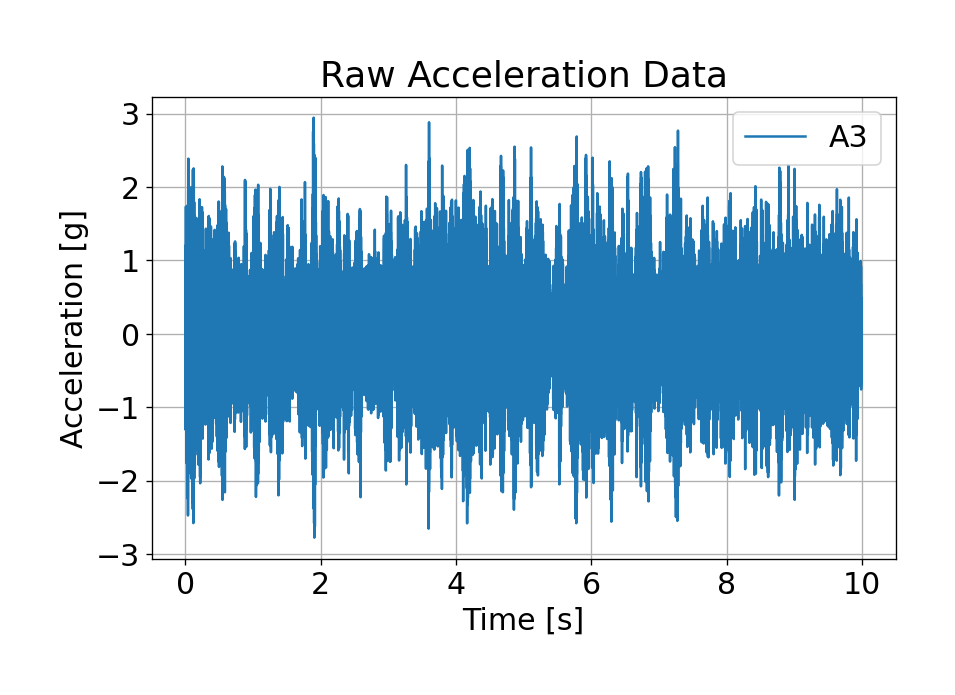 Raw Acceleration Data
A3
3
2
1
0
−1
−2
−3
Acceleration [g]
0 2 4 6 8 10
Time [s]